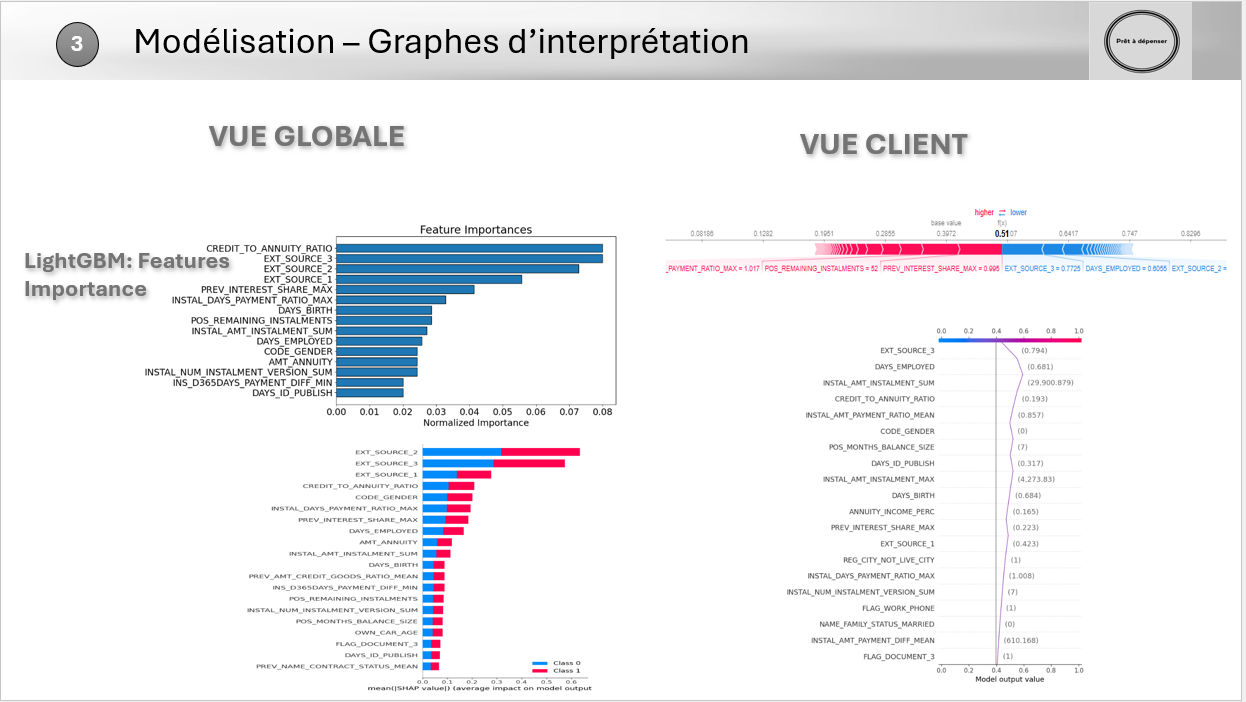 3
Modélisation – Graphes d’interprétation
Prêt à dépenser
VUE GLOBALE
VUE CLIENT
LightGBM: Features
Importance
Feature Importances
CREDIT_TO_ANNUITY_RATIO
EXT_SOURCE_3
EXT_SOURCE_2
EXT_SOURCE_1
PREV_INTEREST_SHARE_MAX
INSTAL_DAYS_PAYMENT_RATIO_MAX
DAYS_BIRTH
POS_REMAINING_INSTALMENTS
INSTAL_AMT_INSTALMENT_SUM
DAYS_EMPLOYED
CODE_GENDER
AMT_ANNUITY
INSTAL_NUM_INSTALMENT_VERSION_SUM
INS_D365DAYS_PAYMENT_DIFF_MIN
DAYS_ID_PUBLISH
0.00 0.01 0.02 0.03 0.04 0.05 0.06 0.07 0.08
Normalized Importance
EXT_SOURCE_2
EXT_SOURCE_3
EXT_SOURCE_1
CREDIT_TO_ANNUITY_RATIO
CODE_GENDER
INSTAL_DAYS_PAYMENT_RATIO_MAX
PREV_INTEREST_SHARE_MAX
DAYS_EMPLOYED
AMT_ANNUITY
INSTAL_AMT_INSTALMENT_SUM
DAYS_BIRTH
PREV_AMT_CREDIT_GOODS_RATIO_MEAN
INS_D365DAYS_PAYMENT_DIFF_MIN
POS_REMAINING_INSTALMENTS
INSTAL_NUM_INSTALMENT_VERSION_SUM
POS_MONTHS_BALANCE_SIZE
OWN_CAR_AGE
FLAG_DOCUMENT_3
DAYS_ID_PUBLISH
PREV_NAME_CONTRACT_STATUS_MEAN
Class 0
Class 1
0.0 0.1 0.2 0.3 0.4 0.5 0.6
mean(|SHAP value|) (average impact on model output
higher ⇄ lower
base value f(x)
0.08186 0.1282 0.1951 0.2855 0.3972 0.5107 0.6417 0.747 0.8296
_PAYMENT_RATIO_MAX = 1.017 POS_REMAINING_INSTALMENTS = 52 PREV_INTEREST_SHARE_MAX = 0.995 EXT_SOURCE_3 = 0.7725 DAYS_EMPLOYED = 0.6055 EXT_SOURCE_2 =
0.0 0.2 0.4 0.6 0.8 1.0
EXT_SOURCE_3 (0.794)
DAYS_EMPLOYED (0.681)
INSTAL_AMT_INSTALMENT_SUM (29,900.879)
CREDIT_TO_ANNUITY_RATIO (0.193)
INSTAL_AMT_PAYMENT_RATIO_MEAN (0.857)
CODE_GENDER (0)
POS_MONTHS_BALANCE_SIZE (7)
DAYS_ID_PUBLISH (0.317)
INSTAL_AMT_INSTALMENT_MAX (4,273.83)
DAYS_BIRTH (0.684)
ANNUITY_INCOME_PERC (0.165)
PREV_INTEREST_SHARE_MAX (0.223)
EXT_SOURCE_1 (0.423)
REG_CITY_NOT_LIVE_CITY (1)
INSTAL_DAYS_PAYMENT_RATIO_MAX (1.008)
INSTAL_NUM_INSTALMENT_VERSION_SUM (7)
FLAG_WORK_PHONE (1)
NAME_FAMILY_STATUS_MARRIED (0)
INSTAL_AMT_PAYMENT_DIFF_MEAN (610.168)
FLAG_DOCUMENT_3 (1)
0.0 0.2 0.4 0.6 0.8 1.0
Model output value